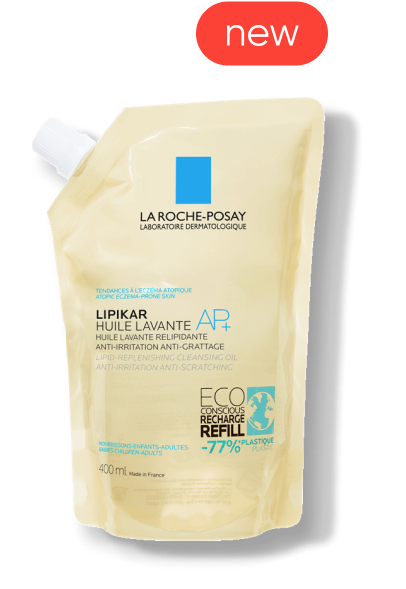 new
LA ROCHE-POSAY
LABORATOIRE DERMATOLOGIQUE
TENDANCES À L'ECZÉMA ATOPIQUE
ATOPIC ECZEMA-PRONE SKIN
LIPIKAR
HUILE LAVANTE AP+
HUILE LAVANTE RELIPIDANTE
ANTI-IRRITATION ANTI-GRATTAGE
LIPID-REPLENISHING CLEANSING OIL
ANTI-IRRITATION ANTI-SCRATCHING
ECO
CONSCIOUS
RECHARGE
REFILL
-77%* PLASTIQUE
PLASTIC
NOURRISSONS-ENFANTS-ADULTES
BABIES-CHILDREN-ADULTS
400 mL Made in France